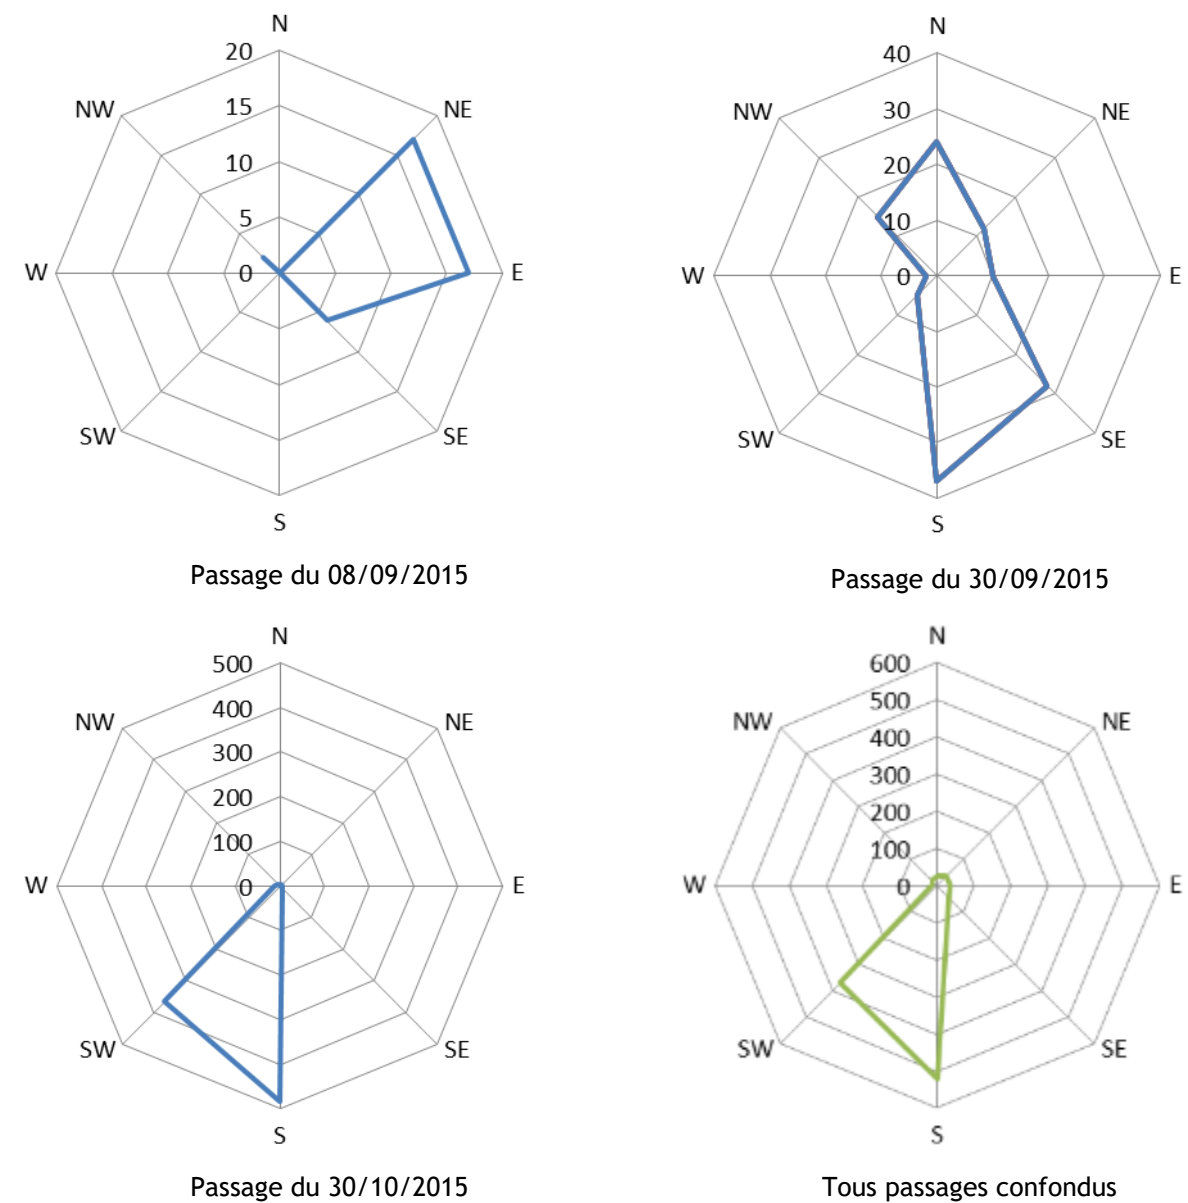 N
20
15
10
5
0
NW
NE
W
E
SW
SE
S
Passage du 08/09/2015
N
40
30
20
10
0
NW
NE
W
E
SW
SE
S
Passage du 30/09/2015
N
500
400
300
200
100
0
NW
NE
W
E
SW
SE
S
Passage du 30/10/2015
N
600
500
400
300
200
100
0
NW
NE
W
E
SW
SE
S
Tous passages confondus